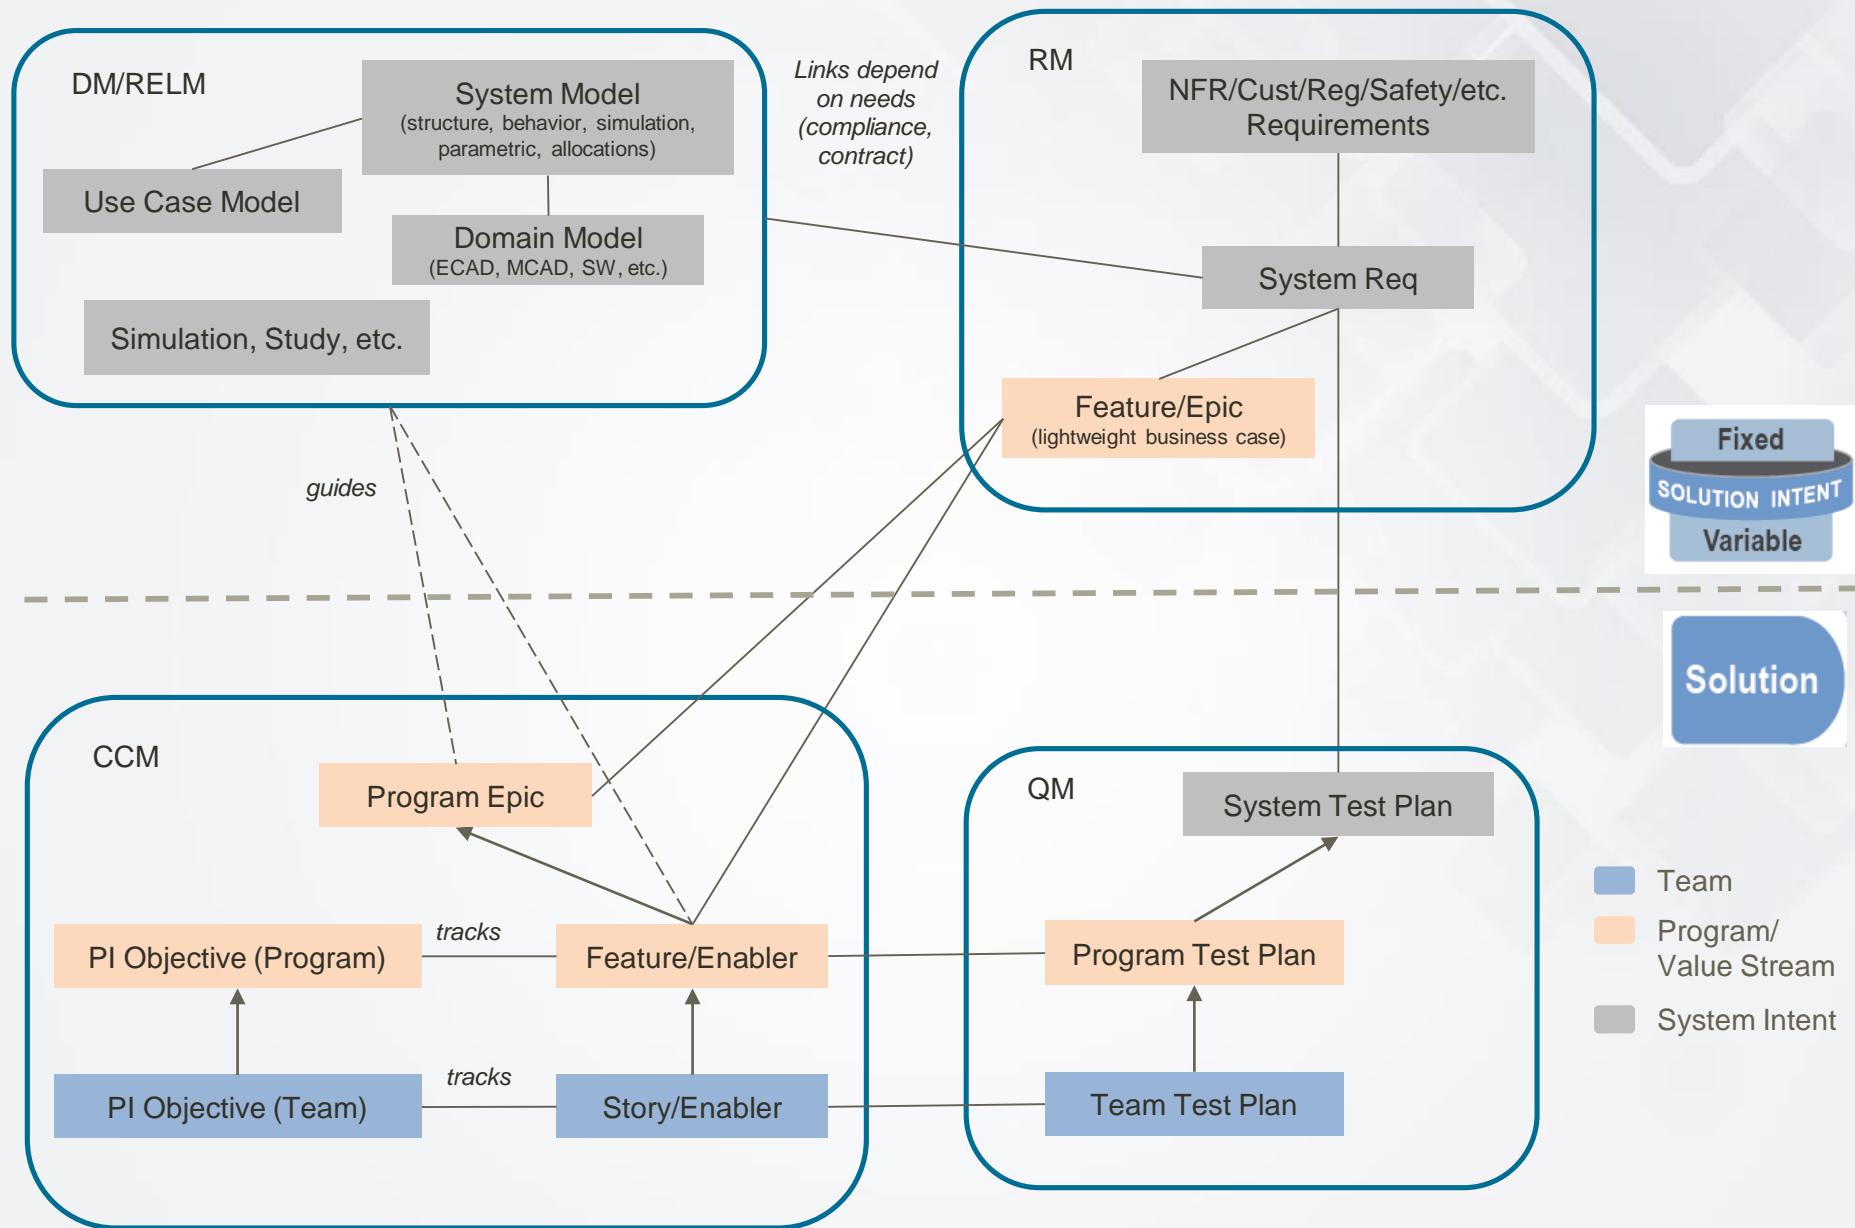 DM/RELM
System Model
(structure, behavior, simulation,
parametric, allocations)
Use Case Model
Domain Model
(ECAD, MCAD, SW, etc.)
Simulation, Study, etc.
Links depend
on needs
(compliance,
contract)
RM
NFR/Cust/Reg/Safety/etc.
Requirements
System Req
Feature/Epic
(lightweight business case)
guides
Fixed
SOLUTION INTENT
Variable
Solution
CCM
Program Epic
PI Objective (Program)
tracks
Feature/Enabler
PI Objective (Team)
tracks
Story/Enabler
QM
System Test Plan
Program Test Plan
Team Test Plan
Team
Program/
Value Stream
System Intent